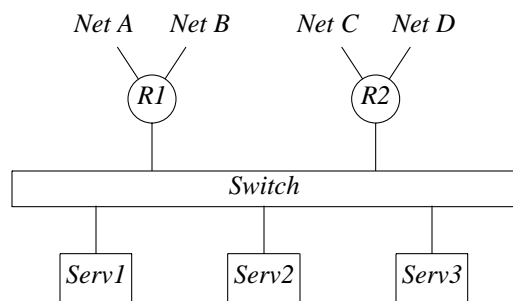 Net A Net B Net C Net D
R1 R2
Switch
Serv1 Serv2 Serv3